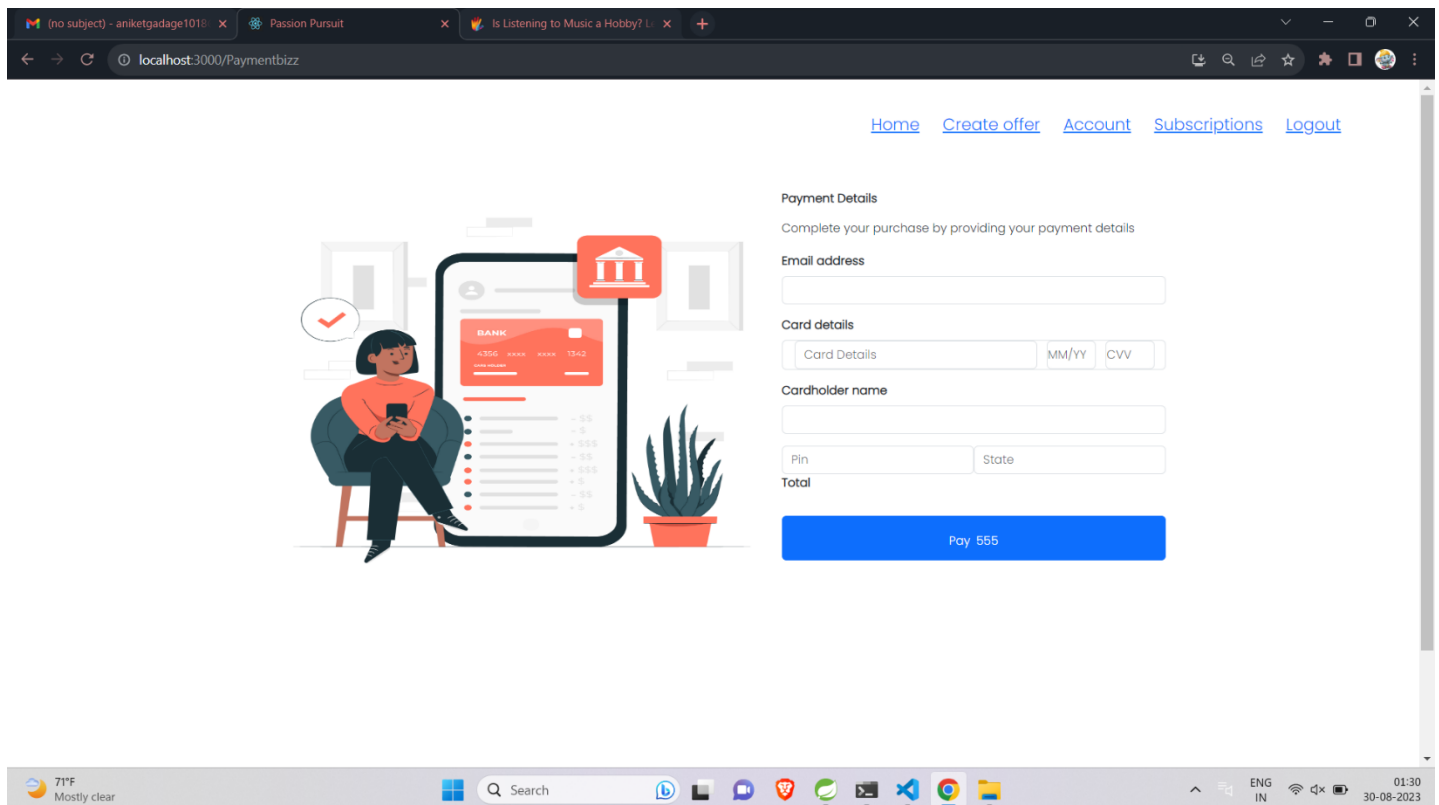 (no subject) - aniketgadage1018
Passion Pursuit
Is Listening to Music a Hobby?
localhost:3000/Paymentbizz
Home Create offer Account Subscriptions Logout
Payment Details
Complete your purchase by providing your payment details
Email address
Card details
Card Details MM/YY CVV
Cardholder name
Pin State
Total
Pay 555
BANK
4356 xxxx xxxx 1342
CARD HOLDER
- $$
- $
+ $$$
- $$
+ $$$
+ $
- $$
+ $
71°F
Mostly clear
Search
ENG
IN
01:30
30-08-2023